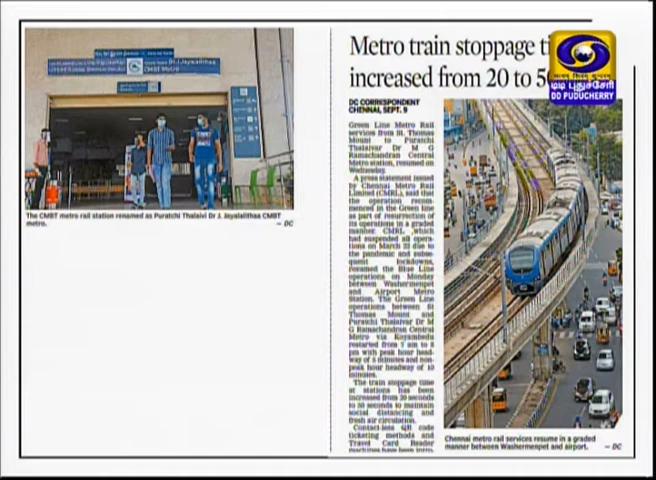 Metro train stoppage
increased from 20 to
सत्यम् शिवम् सुन्दरम्
டிடி புதுச்சேரி
DD PUDUCHERRY
DC CORRESPONDENT
CHENNAI, SEPT. 9
Green Line Metro Rail
services from St. Thomas
Mount to Puratchi
Thalaivar Dr M G
Ramachandran Central
Metro station, resumed on
Wednesday.
A press statement issued
by Chennai Metro Rail
Limited (CMRL), said that
the operation recom-
menced in the Green line
as part of resurrection of
its operations in a graded
manner. CMRL ,which
had suspended all opera-
tions on March 22 due to
the pandemic and subse-
quent lockdowns,
resumed the Blue Line
operations on Monday
between Washermenpet
and Airport Metro
Station. The Green Line
operations between St
Thomas Mount and
Puratchi Thalaivar Dr M
G Ramachandran Central
Metro via Koyambedu
restarted from 7 am to 8
pm with peak hour head-
way of 5 minutes and non-
peak hour headway of 10
minutes.
The train stoppage time
at stations has been
increased from 20 seconds
to 50 seconds to maintain
social distancing and
fresh air circulation.
Contact-less QR code
ticketing methods and
Travel Card Reader
machines have been
The CMBT metro rail station renamed as Puratchi Thalaivi Dr J. Jayalalithaa CMBT
metro. — DC
Chennai metro rail services resume in a graded
manner between Washermenpet and airport. — DC